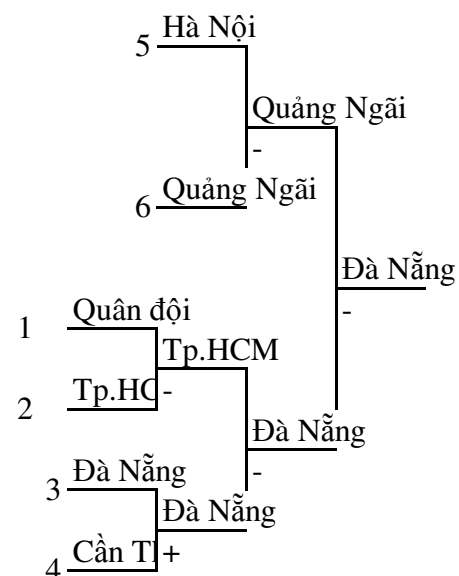 5 Hà Nội
Quảng Ngãi
-
6 Quảng Ngãi
Đà Nẵng
-
1 Quân đội
Tp.HCM
2 Tp.HC -
Đà Nẵng
-
3 Đà Nẵng
Đà Nẵng
4 Cần +